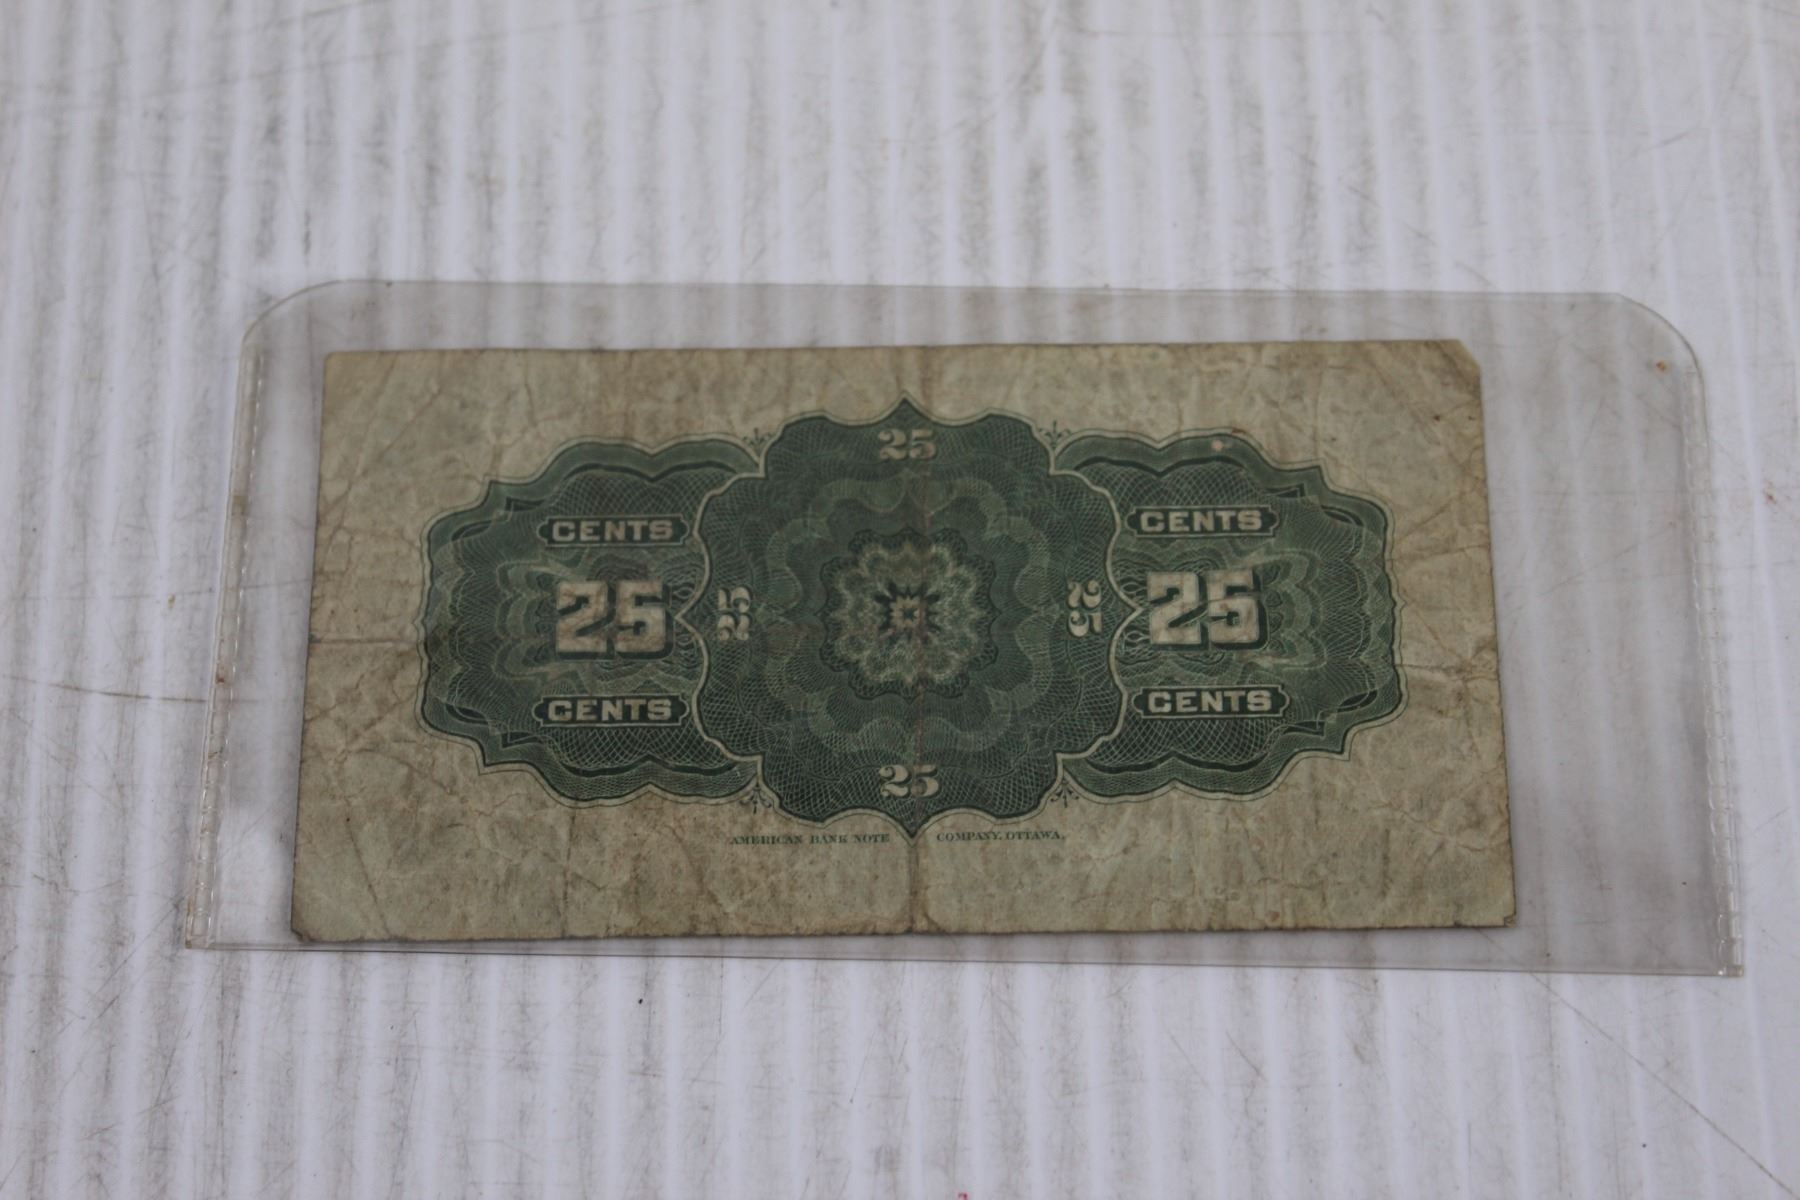 25
CENTS CENTS
25 25 25 25
CENTS CENTS
25
AMERICAN BANK NOTE COMPANY, OTTAWA.